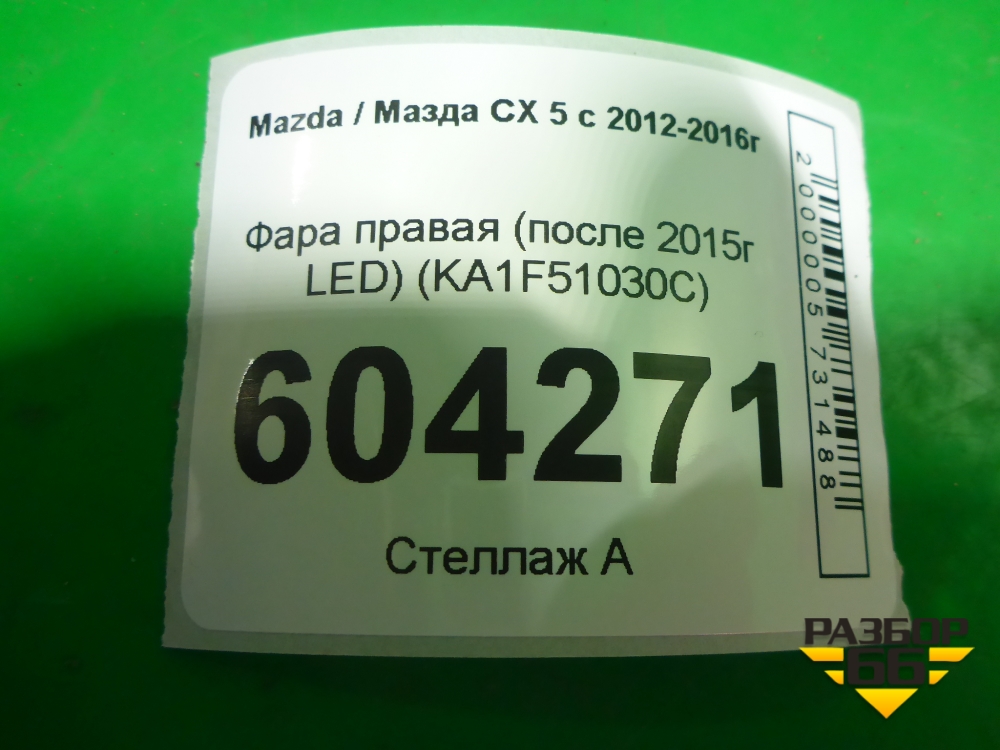 Mazda / Мазда CX 5 с 2012-2016г
Фара правая (после 2015г
LED) (KA1F51030C)
604271
Стеллаж А
2000005731488
РАЗБОР
66